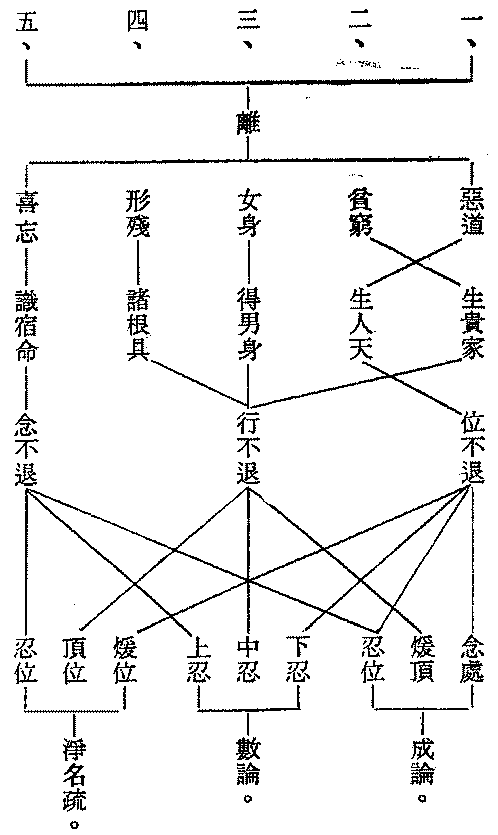 一、
二、
三、
四、
五、
離
惡道
貧窮
女身
形殘
喜忘
生貴家
生人天
得男身
諸根具
識宿命
位不退
行不退
念不退
念處
煖頂
忍位
下忍
中忍
上忍
煖位
頂位
忍位
成論。
數論。
淨名疏。